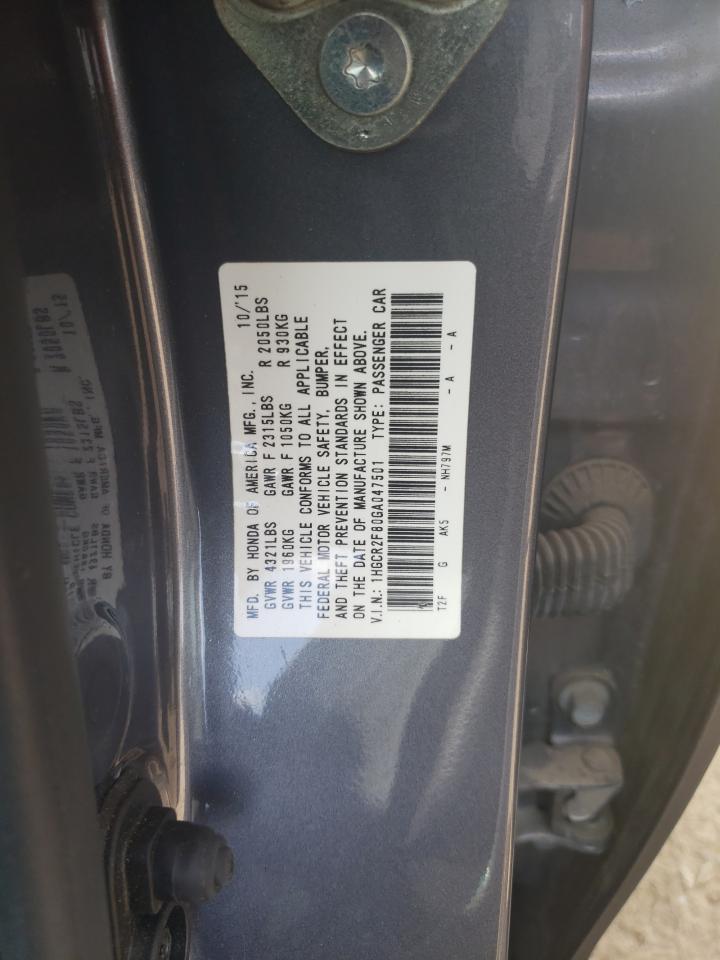 MFD. BY HONDA OF AMERICA MFG., INC. 10/'15
GVWR 4321LBS GAWR F 2315LBS R 2050LBS
GVWR 1960KG GAWR F 1050KG R 930KG
THIS VEHICLE CONFORMS TO ALL APPLICABLE
FEDERAL MOTOR VEHICLE SAFETY, BUMPER,
AND THEFT PREVENTION STANDARDS IN EFFECT
ON THE DATE OF MANUFACTURE SHOWN ABOVE.
V.I.N.: 1HGCR2F80GA047501 TYPE: PASSENGER CAR
T2F G AK5 - NH797M - A - A